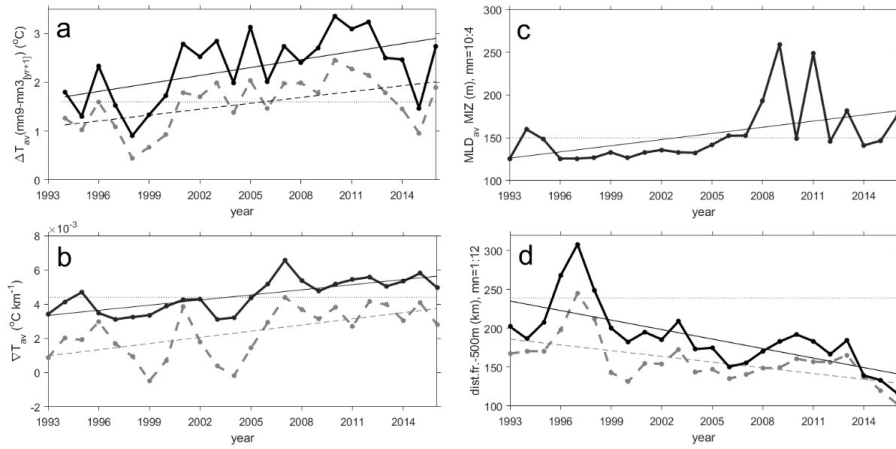 a
3
2
1
0
ΔT_av(mn9-mn3_[yr+1]) (°C)
1993 1996 1999 2002 2005 2008 2011 2014
year
c
300
250
200
150
100
MLD_av MIZ (m), mn=10:4
1993 1996 1999 2002 2005 2008 2011 2014
year
×10⁻³
b
8
6
4
2
0
-2
∇T_av (°C km⁻¹)
1993 1996 1999 2002 2005 2008 2011 2014
year
d
300
250
200
150
100
dist.fr.-500m (km), mn=1:12
1993 1996 1999 2002 2005 2008 2011 2014
year